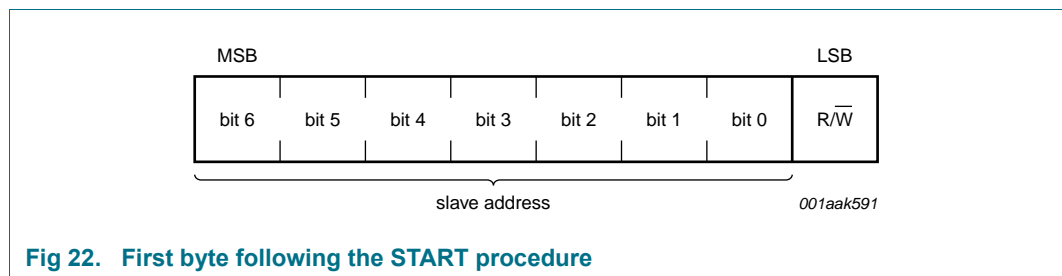 MSB LSB
bit 6 bit 5 bit 4 bit 3 bit 2 bit 1 bit 0 R/W̅
slave address 001aak591
Fig 22. First byte following the START procedure